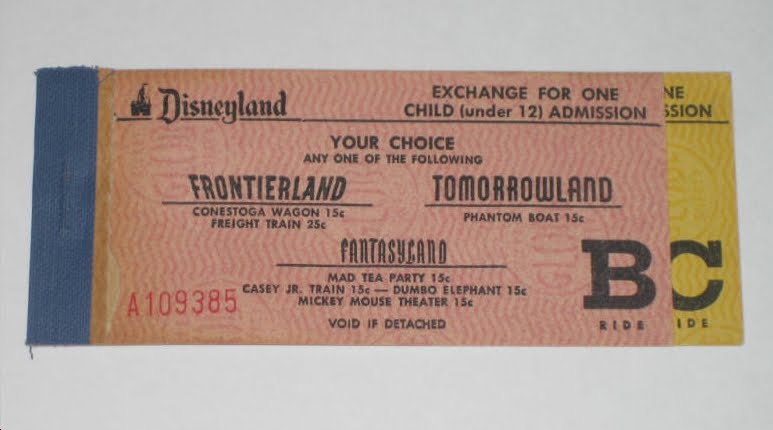 Disneyland
EXCHANGE FOR ONE
CHILD (under 12) ADMISSION
YOUR CHOICE
ANY ONE OF THE FOLLOWING
FRONTIERLAND
CONESTOGA WAGON 15c
FREIGHT TRAIN 25c
TOMORROWLAND
PHANTOM BOAT 15c
FANTASYLAND
MAD TEA PARTY 15c
CASEY JR. TRAIN 15c — DUMBO ELEPHANT 15c
MICKEY MOUSE THEATER 15c
VOID IF DETACHED
A109385
B
RIDE
NE
SSION
C
IDE